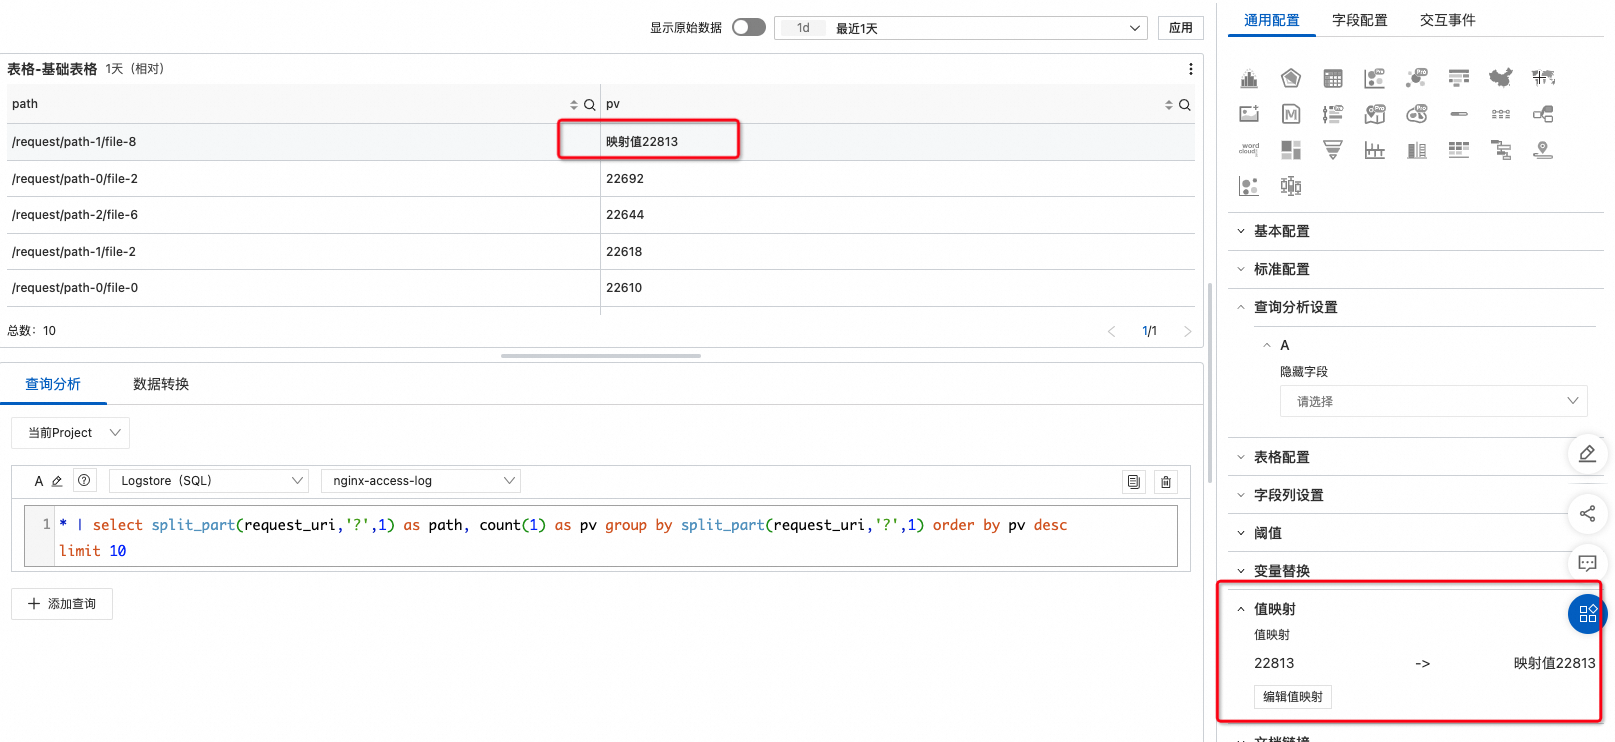 显示原始数据
1d 最近1天
应用
表格-基础表格 1天（相对）
path pv
/request/path-1/file-8 映射值22813
/request/path-0/file-2 22692
/request/path-2/file-6 22644
/request/path-1/file-2 22618
/request/path-0/file-0 22610
总数：10
1/1
查询分析 数据转换
当前Project
A Logstore（SQL） nginx-access-log
1 * | select split_part(request_uri,'?',1) as path, count(1) as pv group by split_part(request_uri,'?',1) order by pv desc
limit 10
添加查询
通用配置 字段配置 交互事件
word
cloud
基本配置
标准配置
查询分析设置
A
隐藏字段
请选择
表格配置
字段列设置
阈值
变量替换
值映射
值映射
22813 -> 映射值22813
编辑值映射